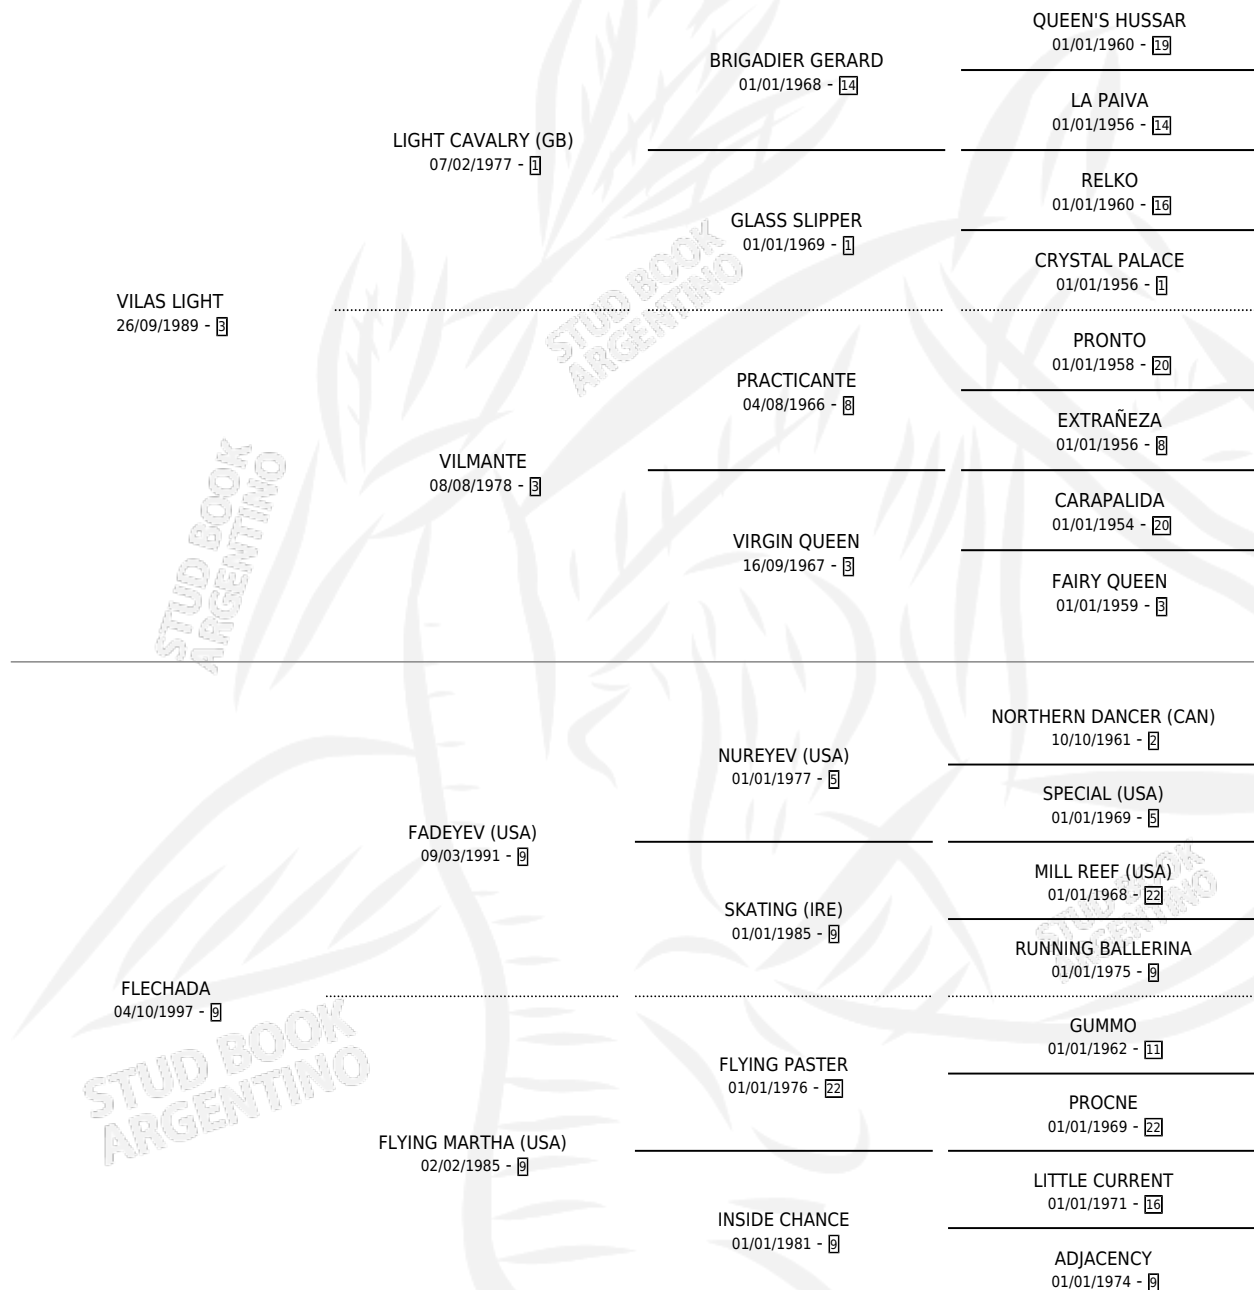 QUEEN'S HUSSAR
01/01/1960 - 19
BRIGADIER GERARD
01/01/1968 - 14
LA PAIVA
01/01/1956 - 14
LIGHT CAVALRY (GB)
07/02/1977 - 1
RELKO
01/01/1960 - 16
GLASS SLIPPER
01/01/1969 - 1
CRYSTAL PALACE
01/01/1956 - 1
VILAS LIGHT
26/09/1989 - 3
PRONTO
01/01/1958 - 20
PRACTICANTE
04/08/1966 - 8
EXTRAÑEZA
01/01/1956 - 8
VILMANTE
08/08/1978 - 3
CARAPALIDA
01/01/1954 - 20
VIRGIN QUEEN
16/09/1967 - 3
FAIRY QUEEN
01/01/1959 - 3
NORTHERN DANCER (CAN)
10/10/1961 - 2
NUREYEV (USA)
01/01/1977 - 5
SPECIAL (USA)
01/01/1969 - 5
FADEYEV (USA)
09/03/1991 - 9
MILL REEF (USA)
01/01/1968 - 22
SKATING (IRE)
01/01/1985 - 9
RUNNING BALLERINA
01/01/1975 - 9
FLECHADA
04/10/1997 - 9
GUMMO
01/01/1962 - 11
FLYING PASTER
01/01/1976 - 22
PROCNE
01/01/1969 - 22
FLYING MARTHA (USA)
02/02/1985 - 9
LITTLE CURRENT
01/01/1971 - 16
INSIDE CHANCE
01/01/1981 - 9
ADJACENCY
01/01/1974 - 9
STUD BOOK
ARGENTINO
STUD BOOK
ARGENTINO
STUD BOOK
ARGENTINO
STUD BOOK
ARGENTINO